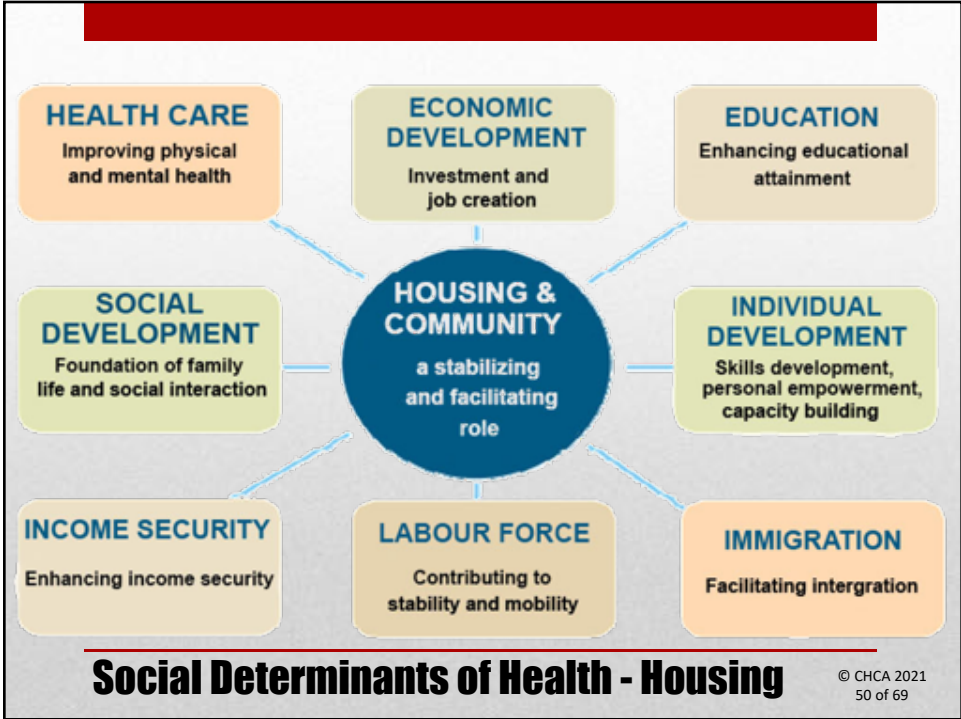 HEALTH CARE
Improving physical
and mental health
ECONOMIC
DEVELOPMENT
Investment and
job creation
EDUCATION
Enhancing educational
attainment
SOCIAL
DEVELOPMENT
Foundation of family
life and social interaction
HOUSING &
COMMUNITY
a stabilizing
and facilitating
role
INDIVIDUAL
DEVELOPMENT
Skills development,
personal empowerment,
capacity building
INCOME SECURITY
Enhancing income security
LABOUR FORCE
Contributing to
stability and mobility
IMMIGRATION
Facilitating intergration
Social Determinants of Health - Housing
© CHCA 2021
50 of 69